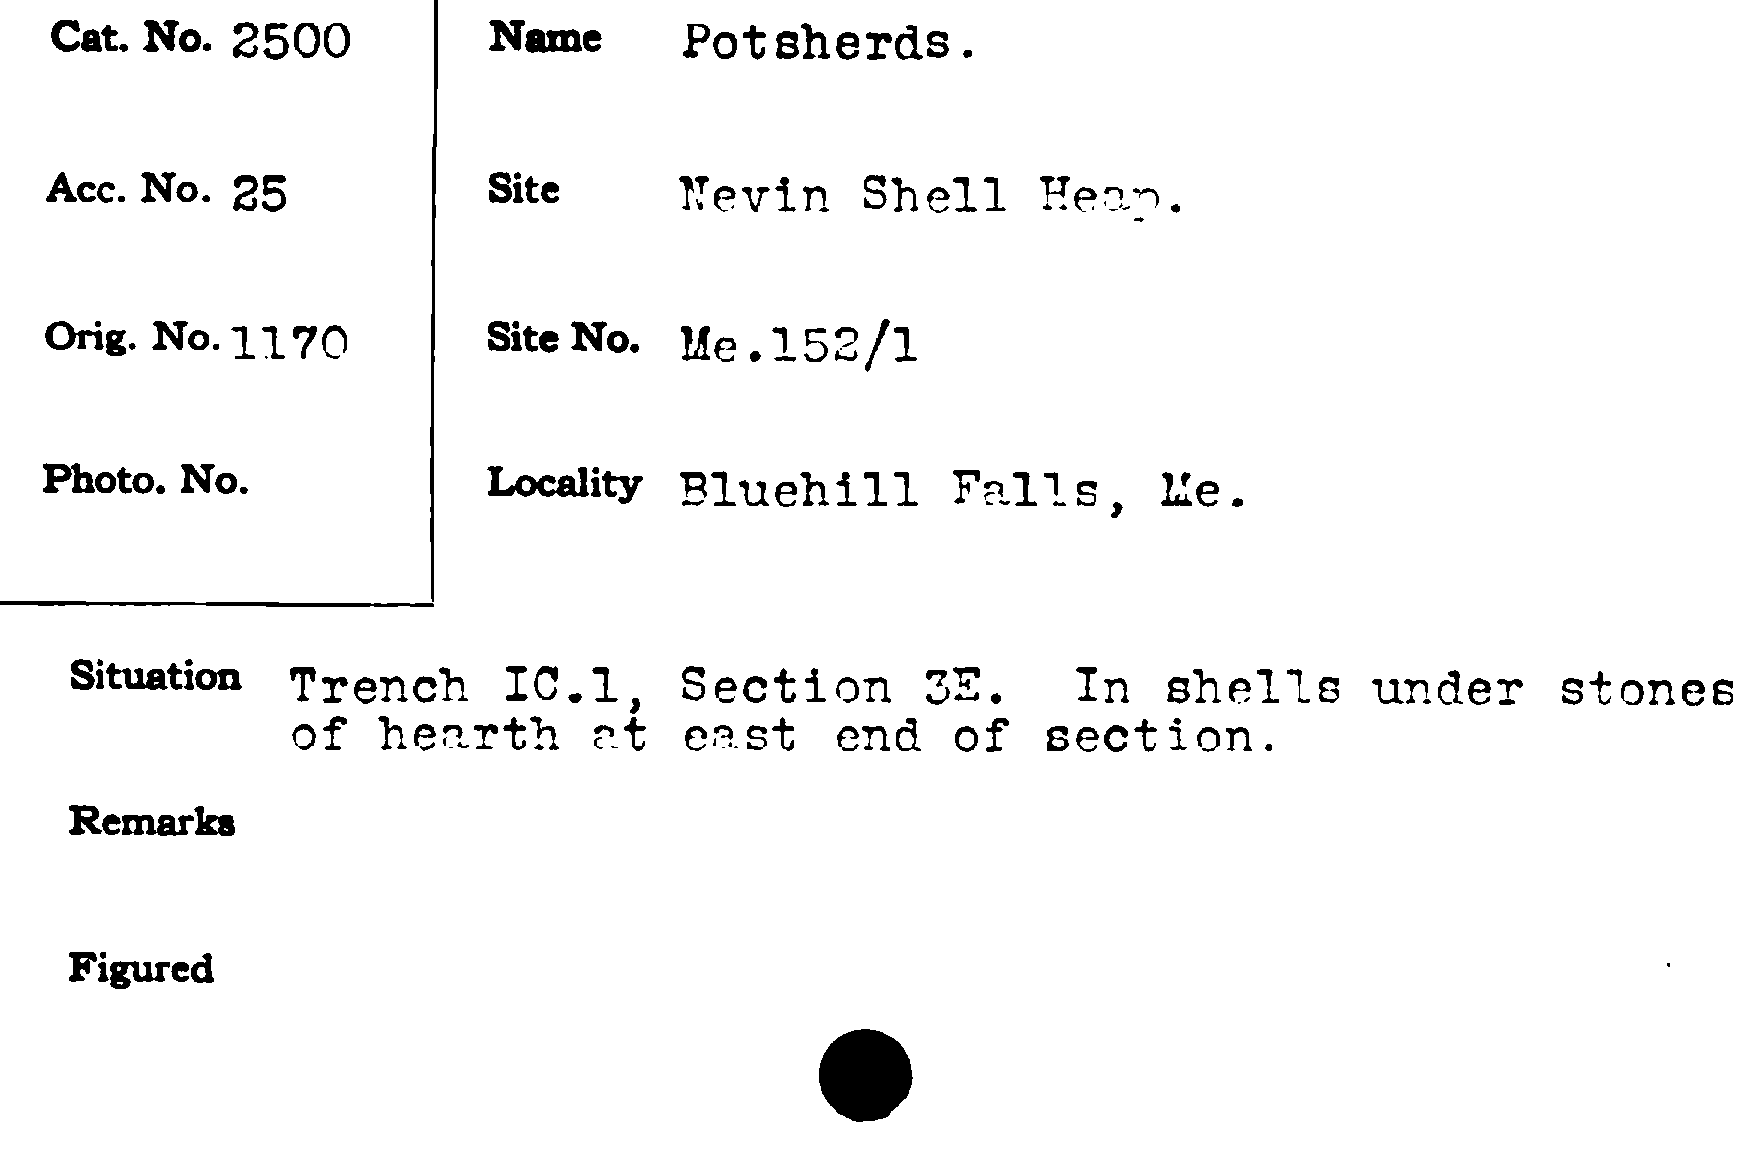 Cat. No. 2500
Acc. No. 25
Orig. No. 1170
Photo. No.
Name Potsherds.
Site Nevin Shell Heap.
Site No. Me.152/1
Locality Bluehill Falls, Me.
Situation Trench IC.1, Section 3E. In shells under stones
of hearth at east end of section.
Remarks
Figured